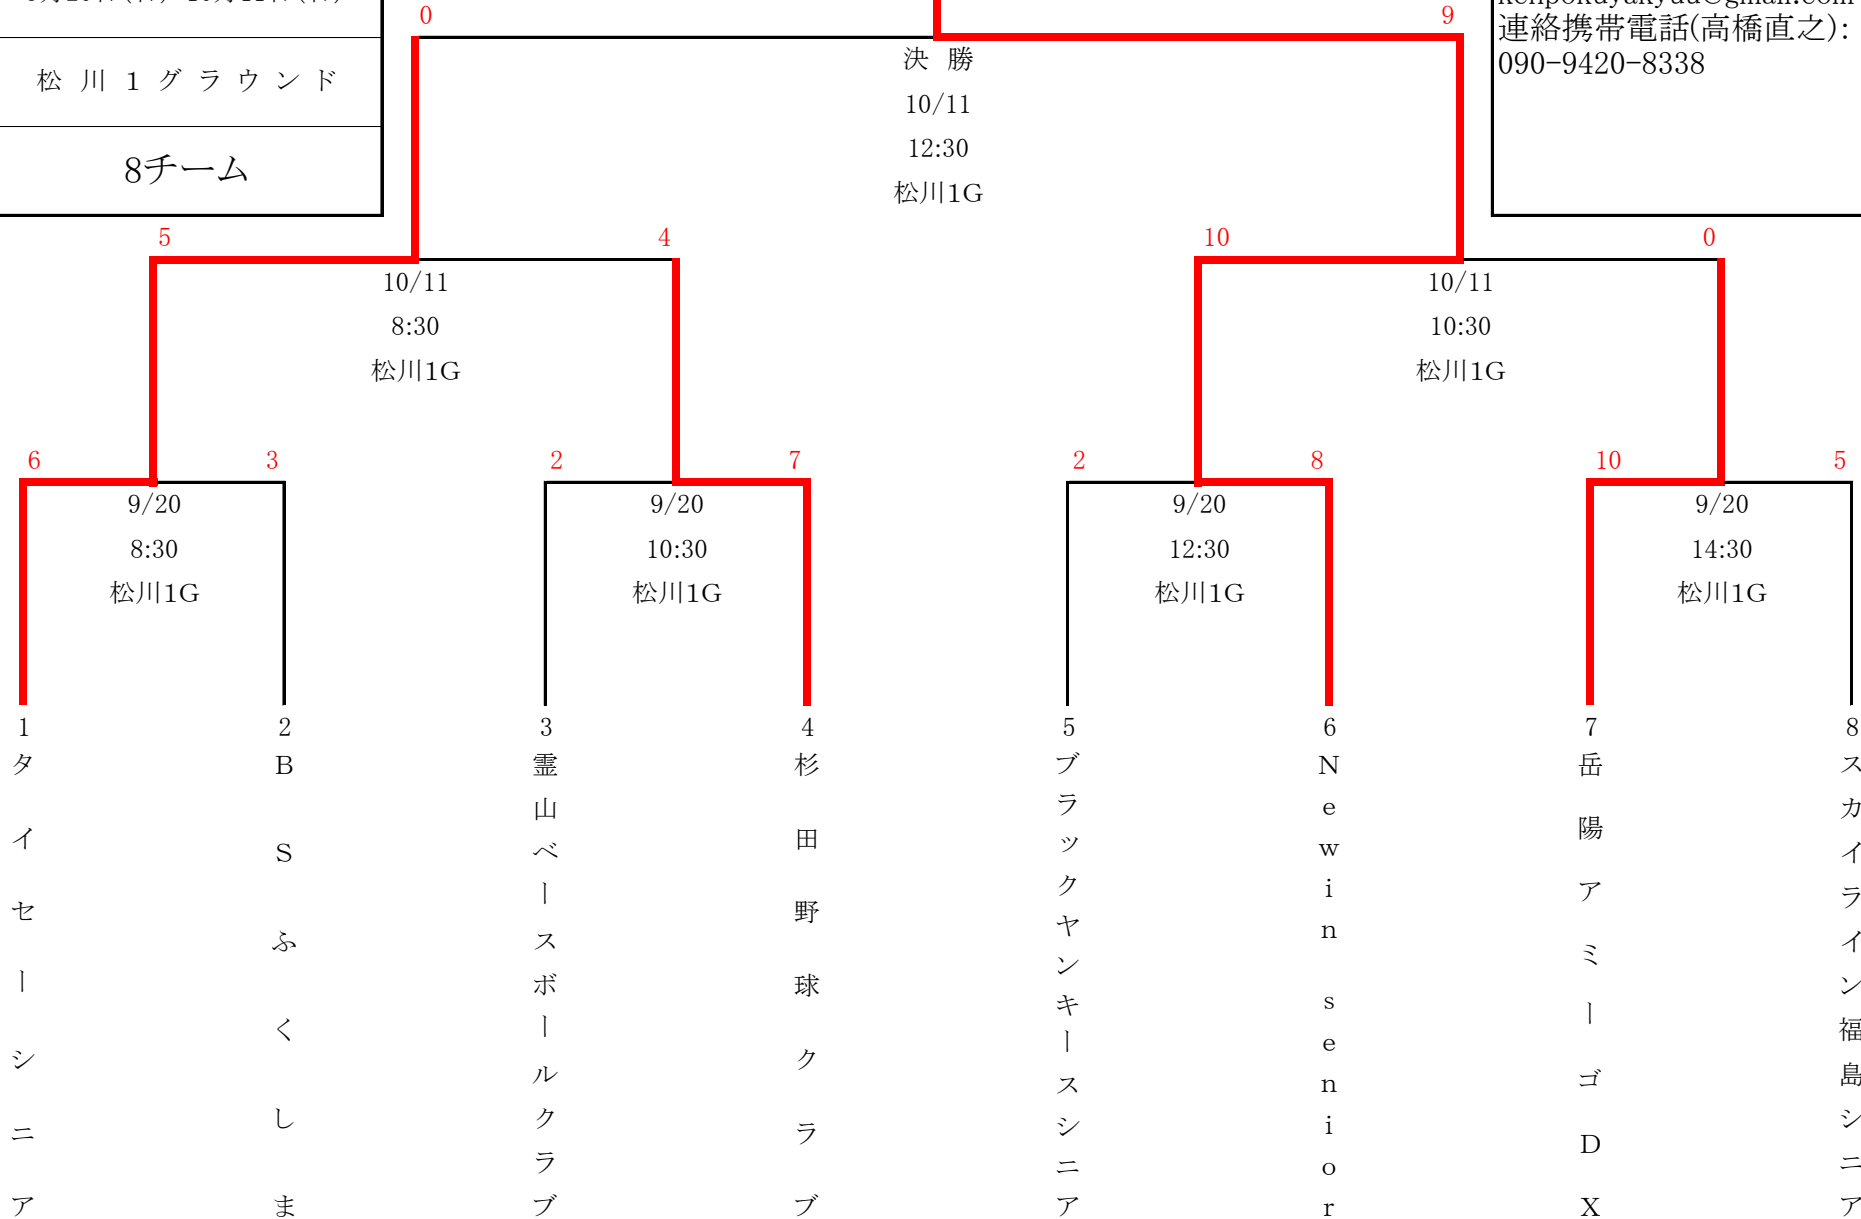 連絡携帯電話(高橋直之):
090-9420-8338
松川1グラウンド
8チーム
0
9
決勝
10/11
12:30
松川1G
5
4
10/11
8:30
松川1G
10
0
10/11
10:30
松川1G
6
3
9/20
8:30
松川1G
2
7
9/20
10:30
松川1G
2
8
9/20
12:30
松川1G
10
5
9/20
14:30
松川1G
1
タイセーシニア
2
BSふくしま
3
霊山ベースボールクラブ
4
杉田野球クラブ
5
ブラックヤンキースシニア
6
Newin senior
7
岳陽アミーゴDX
8
スカイライン福島シニア